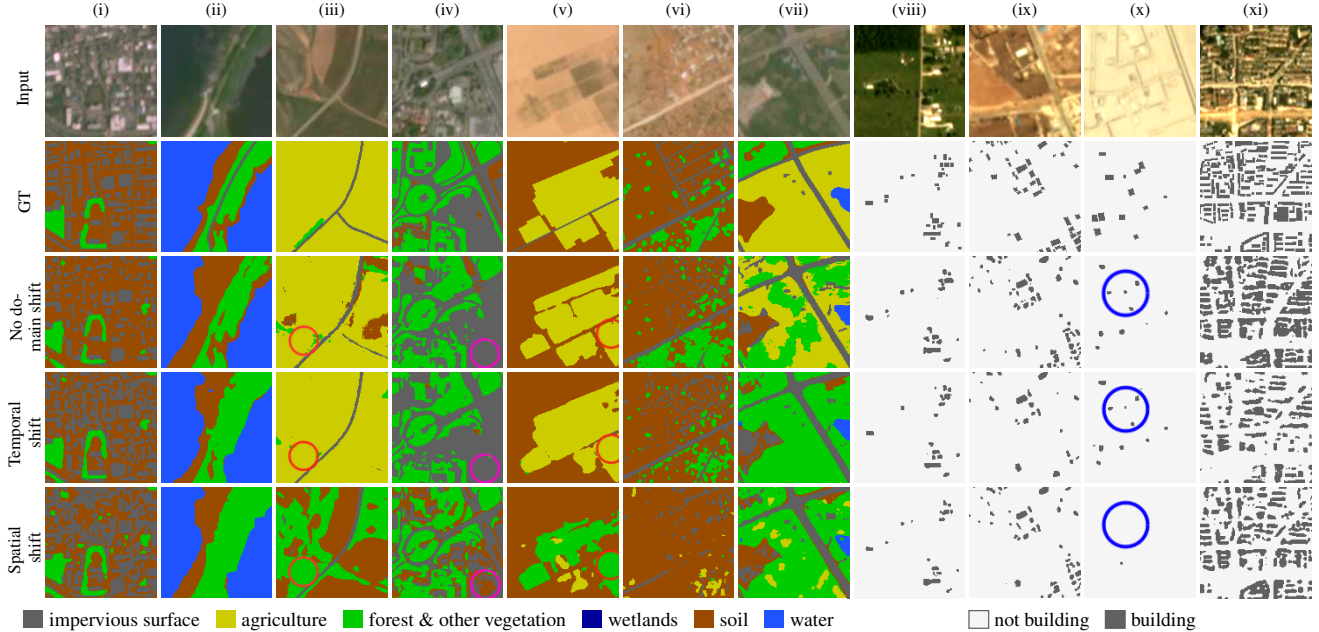 (i) (ii) (iii) (iv) (v) (vi) (vii) (viii) (ix) (x) (xi)
Input
GT
No do-
main shift
Temporal
shift
Spatial
shift
impervious surface agriculture forest & other vegetation wetlands soil water not building building